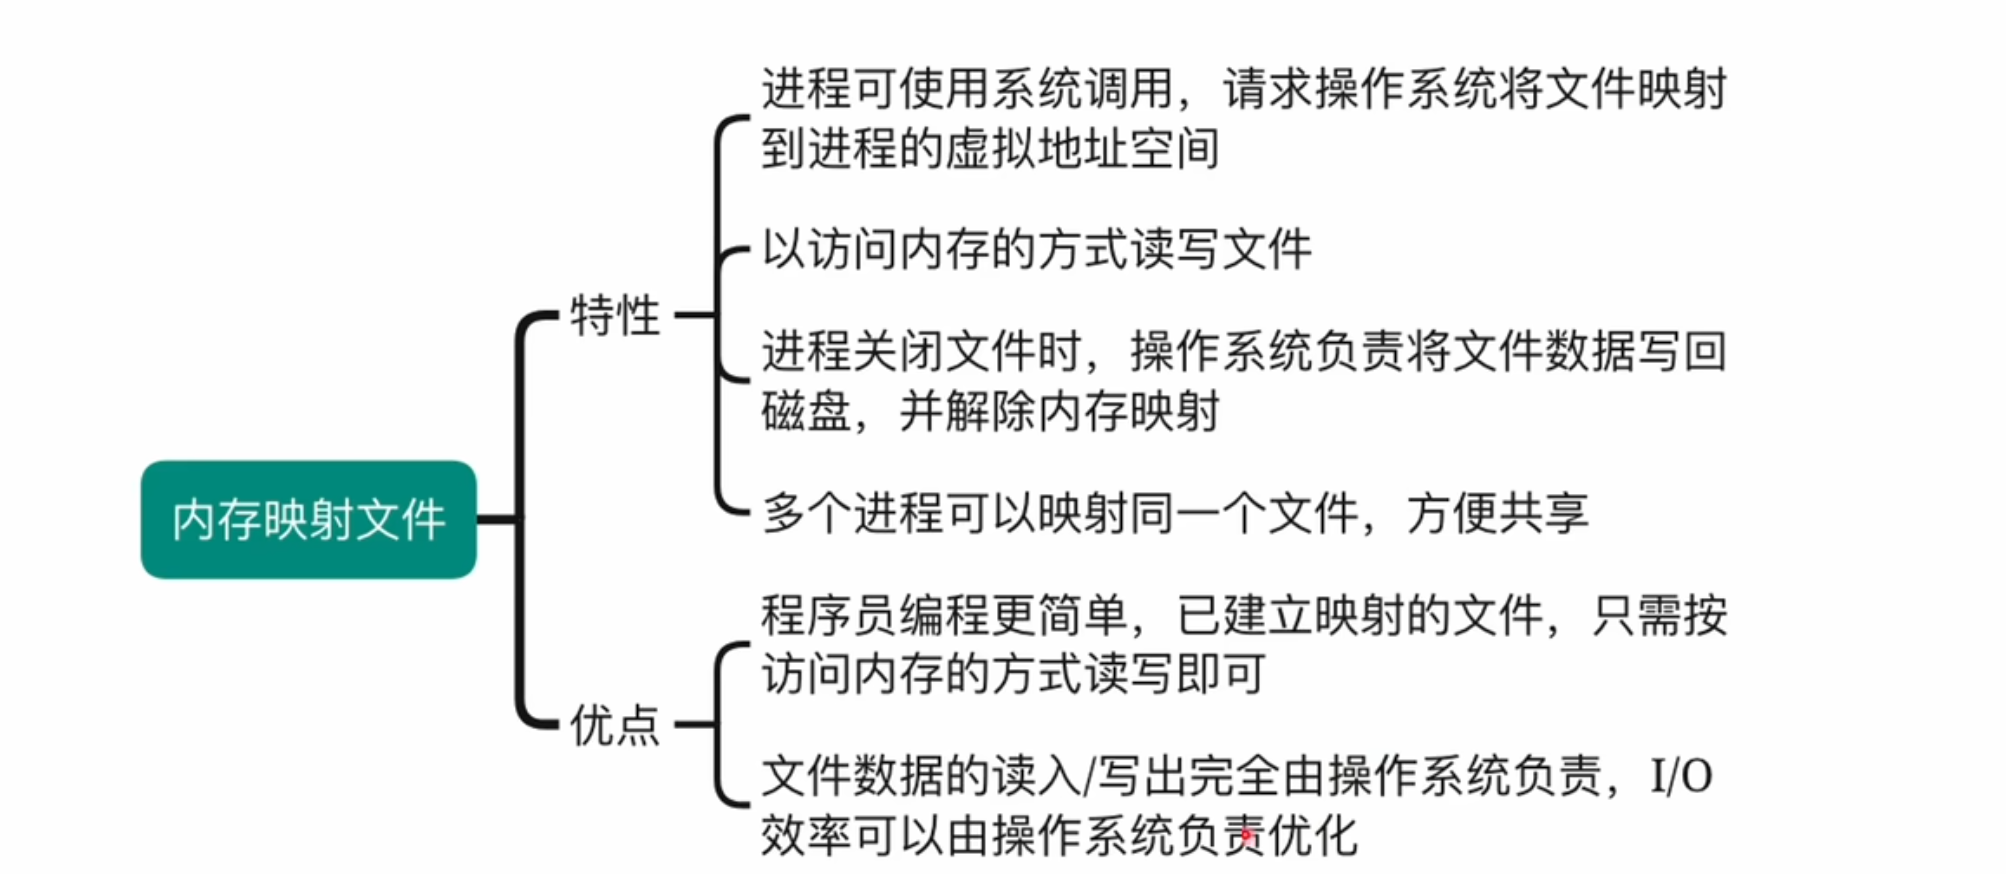 进程可使用系统调用，请求操作系统将文件映射
到进程的虚拟地址空间
以访问内存的方式读写文件
特性
进程关闭文件时，操作系统负责将文件数据写回
磁盘，并解除内存映射
内存映射文件
多个进程可以映射同一个文件，方便共享
程序员编程更简单，已建立映射的文件，只需按
访问内存的方式读写即可
优点
文件数据的读入/写出完全由操作系统负责，I/O
效率可以由操作系统负责优化